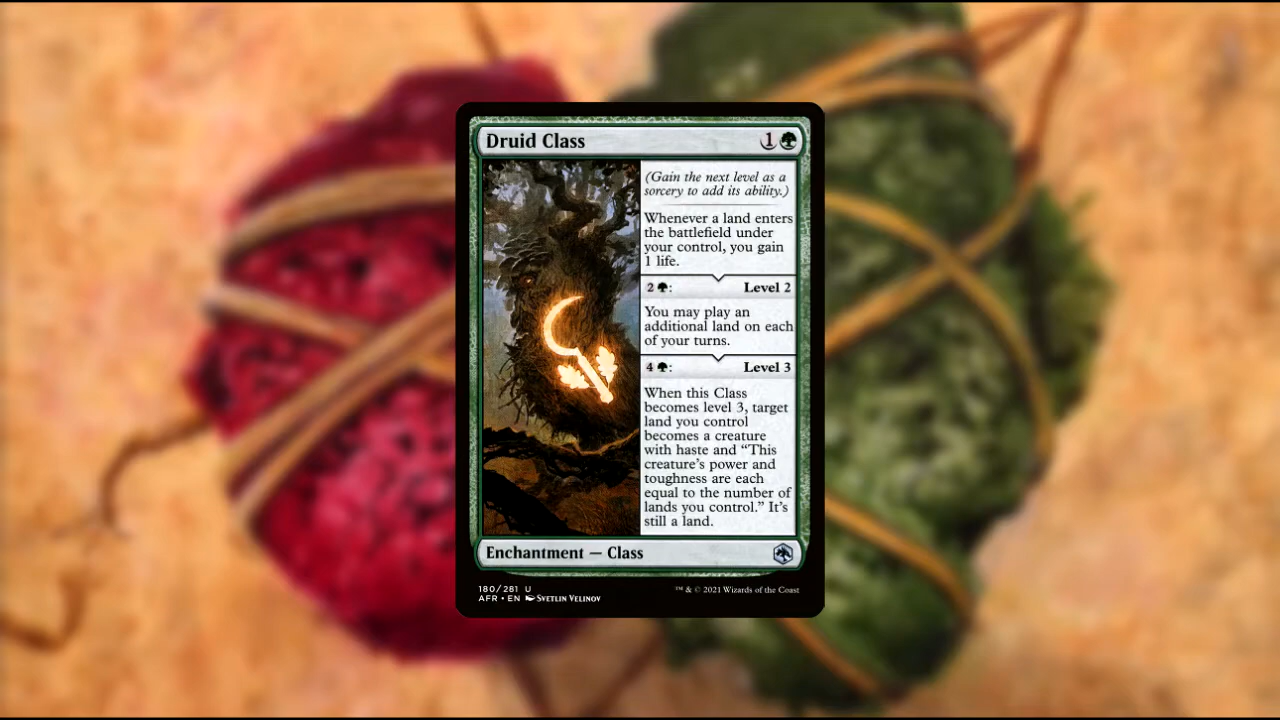 Druid Class 1
(Gain the next level as a
sorcery to add its ability.)
Whenever a land enters
the battlefield under
your control, you gain
1 life.
2 : Level 2
You may play an
additional land on each
of your turns.
4 : Level 3
When this Class
becomes level 3, target
land you control
becomes a creature
with haste and “This
creature’s power and
toughness are each
equal to the number of
lands you control.” It’s
still a land.
Enchantment — Class
180/281 U
AFR • EN Svetlin Velinov
™ & © 2021 Wizards of the Coast